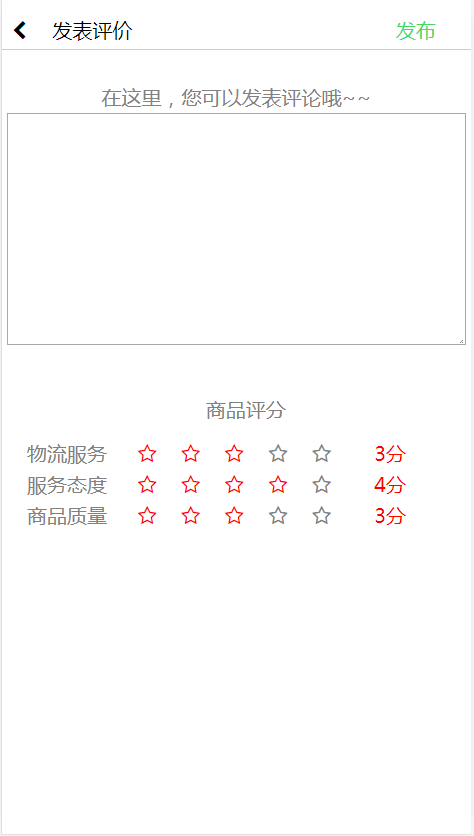 发表评价 发布
在这里，您可以发表评论哦~~
商品评分
物流服务 3分
服务态度 4分
商品质量 3分